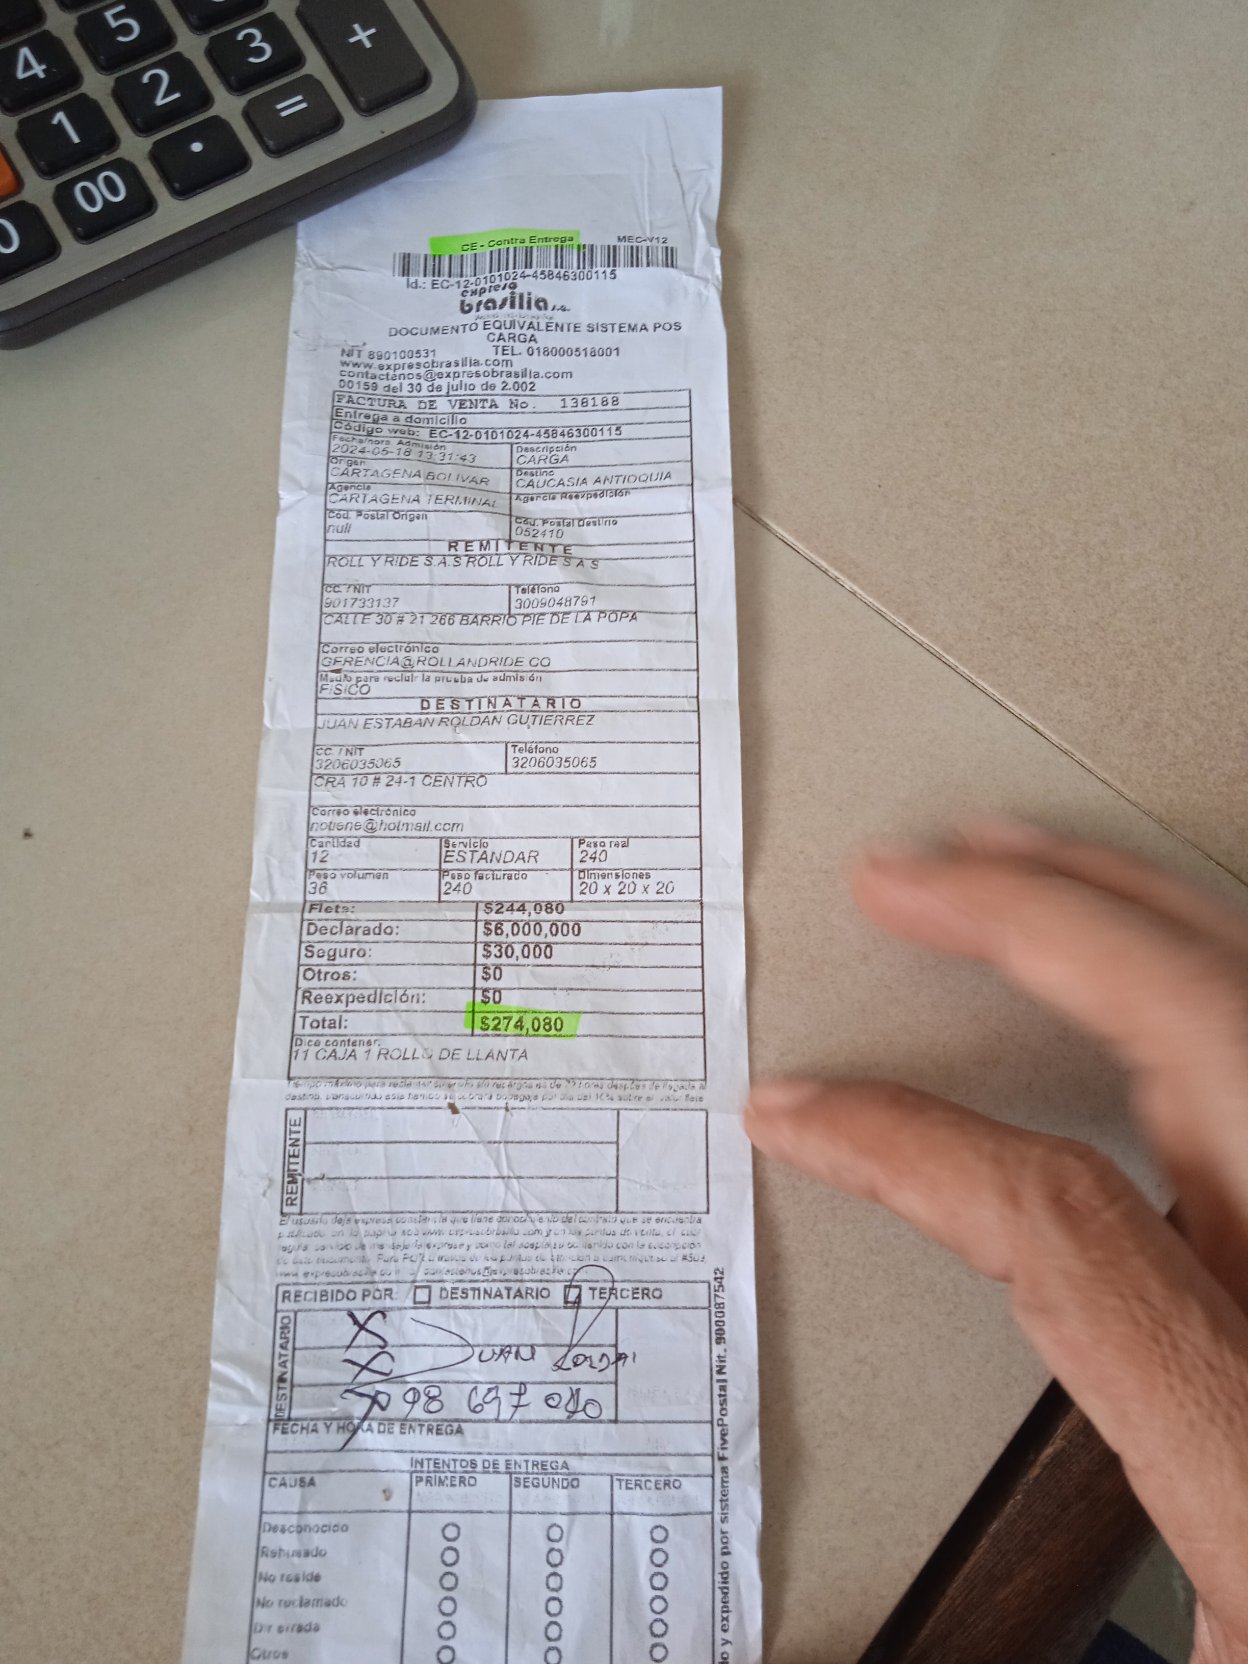 5
4
3
+
2
1
=
.
00
0
CE - Contra Entrega MEC-V12
Id.: EC-12-0101024-45846300115
expreso
brasilia s.a.
DOCUMENTO EQUIVALENTE SISTEMA POS
CARGA
NIT 890100531 TEL. 018000518001
www.expresobrasilia.com
contactenos@expresobrasilia.com
00159 del 30 de julio de 2.002
FACTURA DE VENTA No. 138188
Entrega a domicilio
Código web: EC-12-0101024-45846300115
Fecha/hora Admisión Descripción
2024-05-18 13:31:43 CARGA
Origen Destino
CARTAGENA BOLIVAR CAUCASIA ANTIOQUIA
Agencia Agencia Reexpedición
CARTAGENA TERMINAL
Cód. Postal Origen Cód. Postal Destino
null 052410
REMITENTE
ROLL Y RIDE S.A.S ROLL Y RIDE S A S
CC. / NIT Teléfono
901733137 3009048791
CALLE 30 # 21 266 BARRIO PIE DE LA POPA
Correo electrónico
GERENCIA@ROLLANDRIDE.CO
Medio para recibir la prueba de admisión
FISICO
DESTINATARIO
JUAN ESTABAN ROLDAN GUTIERREZ
CC. / NIT Teléfono
3206035065 3206035065
CRA 10 # 24-1 CENTRO
Correo electrónico
notiene@hotmail.com
Cantidad Servicio Peso real
12 ESTANDAR 240
Peso volumen Peso facturado Dimensiones
36 240 20 x 20 x 20
Flete: $244,080
Declarado: $6,000,000
Seguro: $30,000
Otros: $0
Reexpedición: $0
Total: $274,080
Dice contener:
11 CAJA 1 ROLLO DE LLANTA
REMITENTE
RECIBIDO POR: DESTINATARIO TERCERO
DESTINATARIO
X
X JUAN
FECHA Y HORA DE ENTREGA
INTENTOS DE ENTREGA
CAUSA PRIMERO SEGUNDO TERCERO
Desconocido
Rehusado
No reside
No reclamado
Dir errada
Otros
o y expedido por sistema FivePostal Nit. 900087542